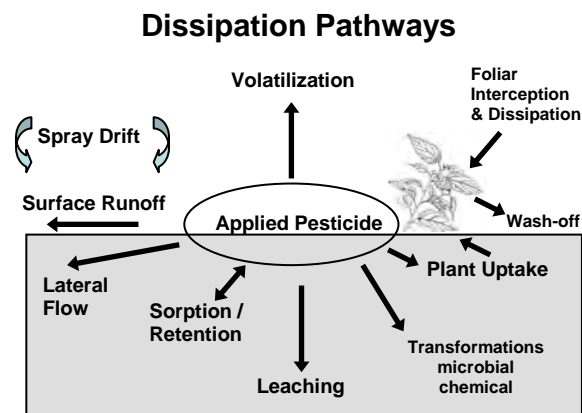 Dissipation Pathways
Volatilization
Foliar
Interception
& Dissipation
Spray Drift
Surface Runoff
Applied Pesticide
Wash-off
Lateral
Flow
Sorption /
Retention
Plant Uptake
Leaching
Transformations
microbial
chemical